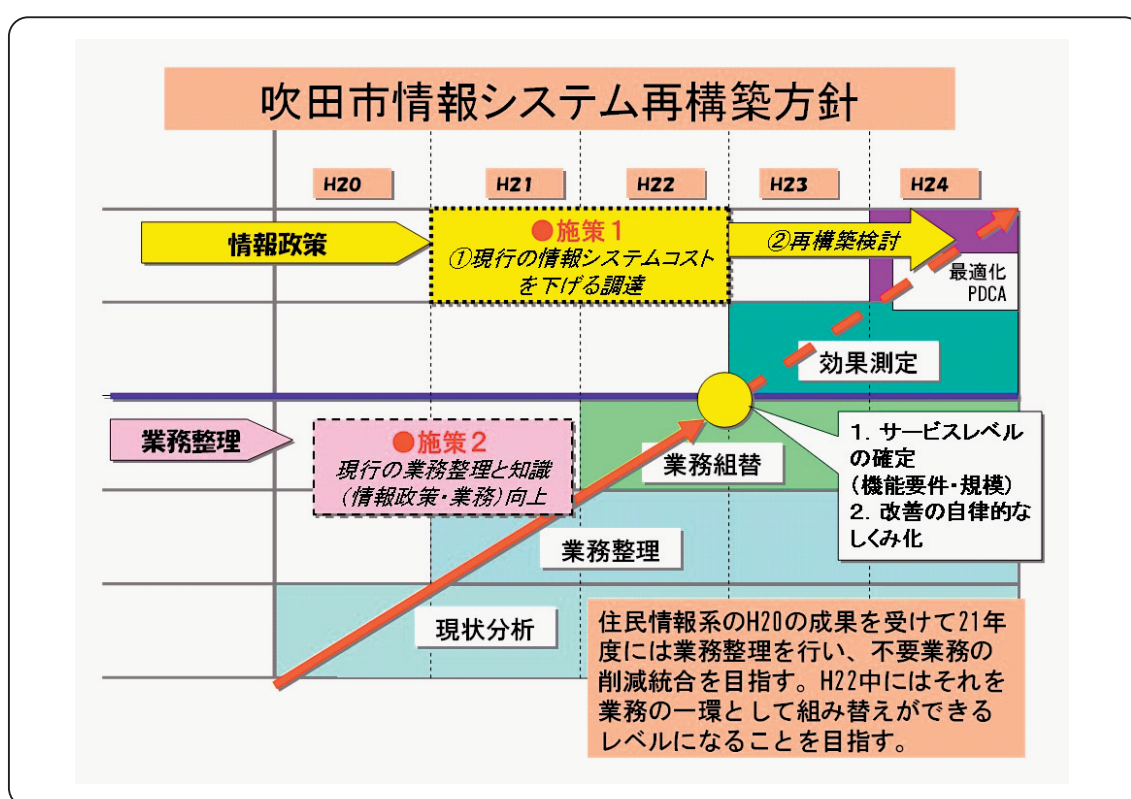 吹田市情報システム再構築方針
H20
H21
H22
H23
H24
情報政策
●施策1
①現行の情報システムコスト
を下げる調達
②再構築検討
最適化
PDCA
効果測定
業務整理
●施策2
現行の業務整理と知識
(情報政策・業務)向上
業務組替
1. サービスレベル
の確定
(機能要件・規模)
2. 改善の自律的な
しくみ化
業務整理
現状分析
住民情報系のH20の成果を受けて21年
度には業務整理を行い、不要業務の
削減統合を目指す。H22中にはそれを
業務の一環として組み替えができる
レベルになることを目指す。